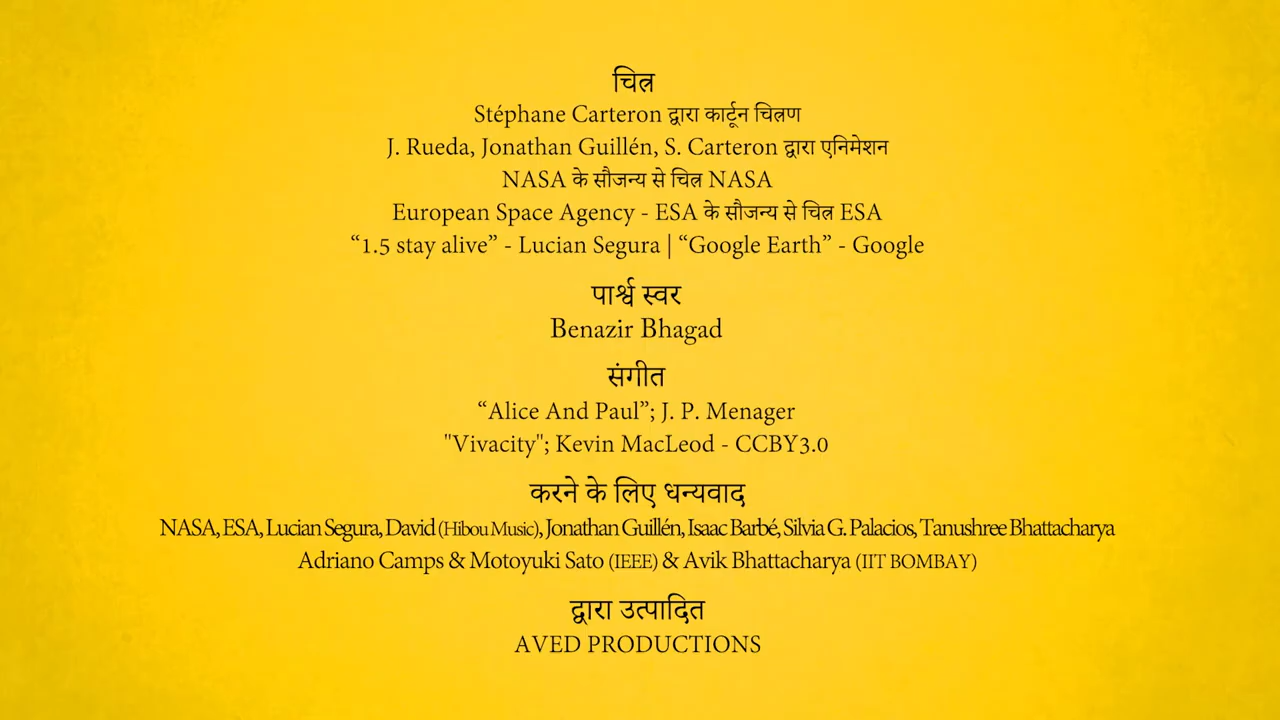 चित्र
Stéphane Carteron द्वारा कार्टून चित्रण
J. Rueda, Jonathan Guillén, S. Carteron द्वारा एनिमेशन
NASA के सौजन्य से चित्र NASA
European Space Agency - ESA के सौजन्य से चित्र ESA
“1.5 stay alive” - Lucian Segura | “Google Earth” - Google
पार्श्व स्वर
Benazir Bhagad
संगीत
“Alice And Paul”; J. P. Menager
"Vivacity"; Kevin MacLeod - CCBY3.0
करने के लिए धन्यवाद
NASA, ESA, Lucian Segura, David (Hibou Music), Jonathan Guillén, Isaac Barbé, Silvia G. Palacios, Tanushree Bhattacharya
Adriano Camps & Motoyuki Sato (IEEE) & Avik Bhattacharya (IIT BOMBAY)
द्वारा उत्पादित
AVED PRODUCTIONS